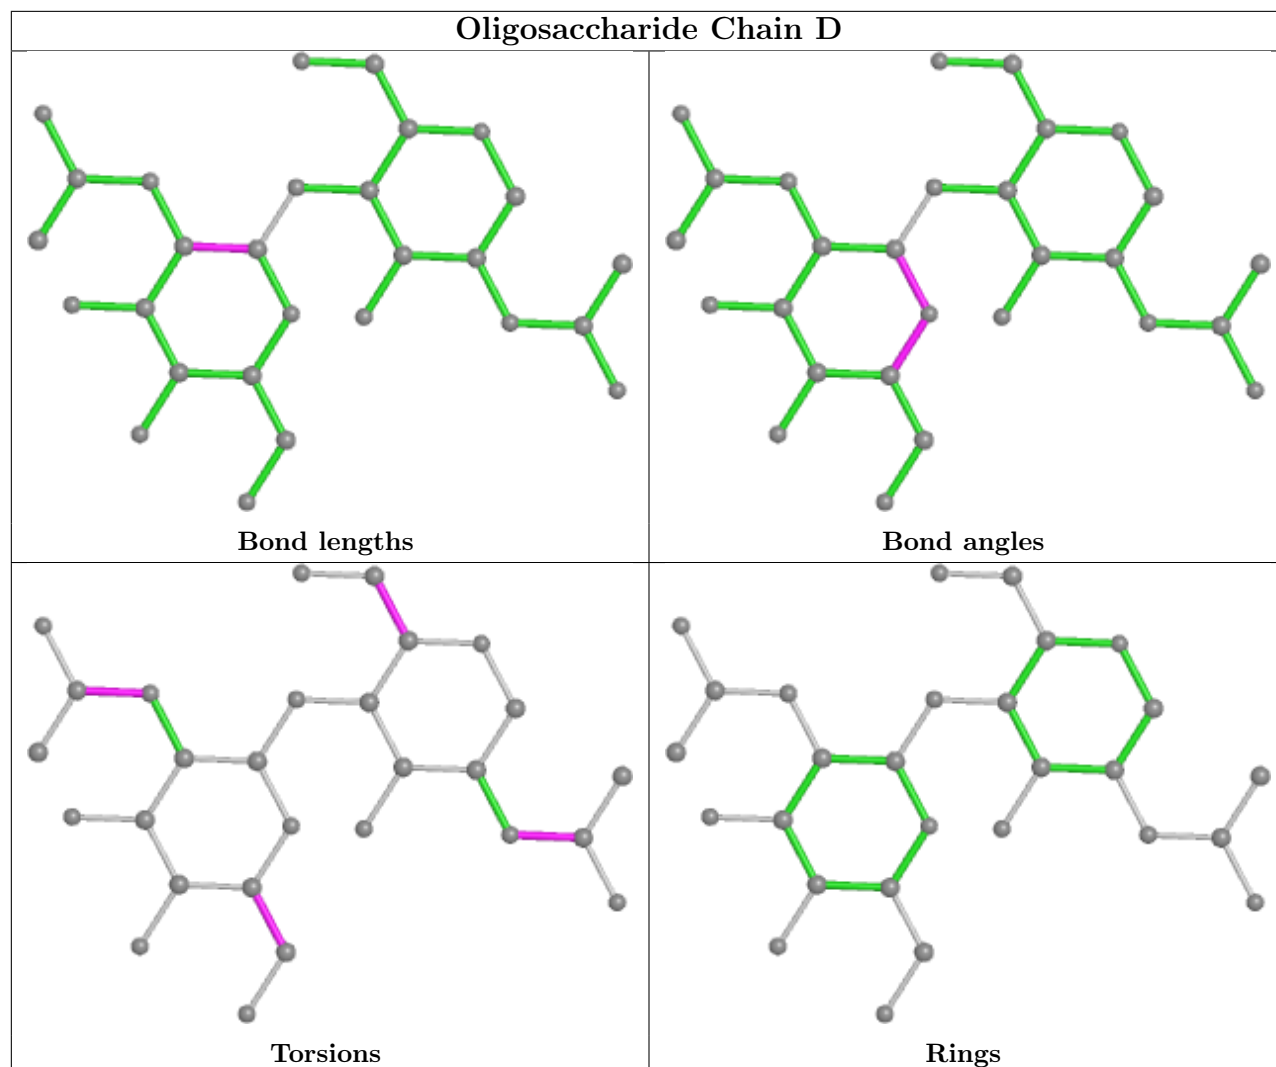 Oligosaccharide Chain D
Bond lengths
Bond angles
Torsions
Rings